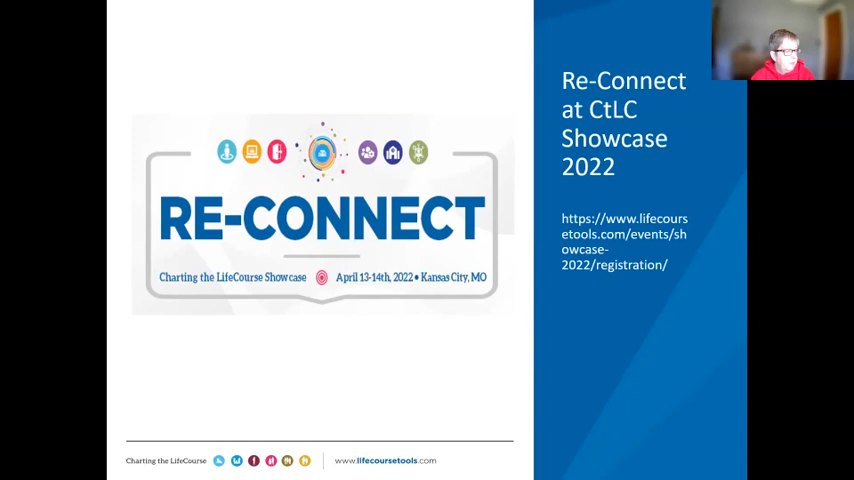 RE-CONNECT
Charting the LifeCourse Showcase April 13-14th, 2022 • Kansas City, MO
Re-Connect
at CtLC
Showcase
2022
https://www.lifecours
etools.com/events/sh
owcase-
2022/registration/
Charting the LifeCourse www.lifecoursetools.com